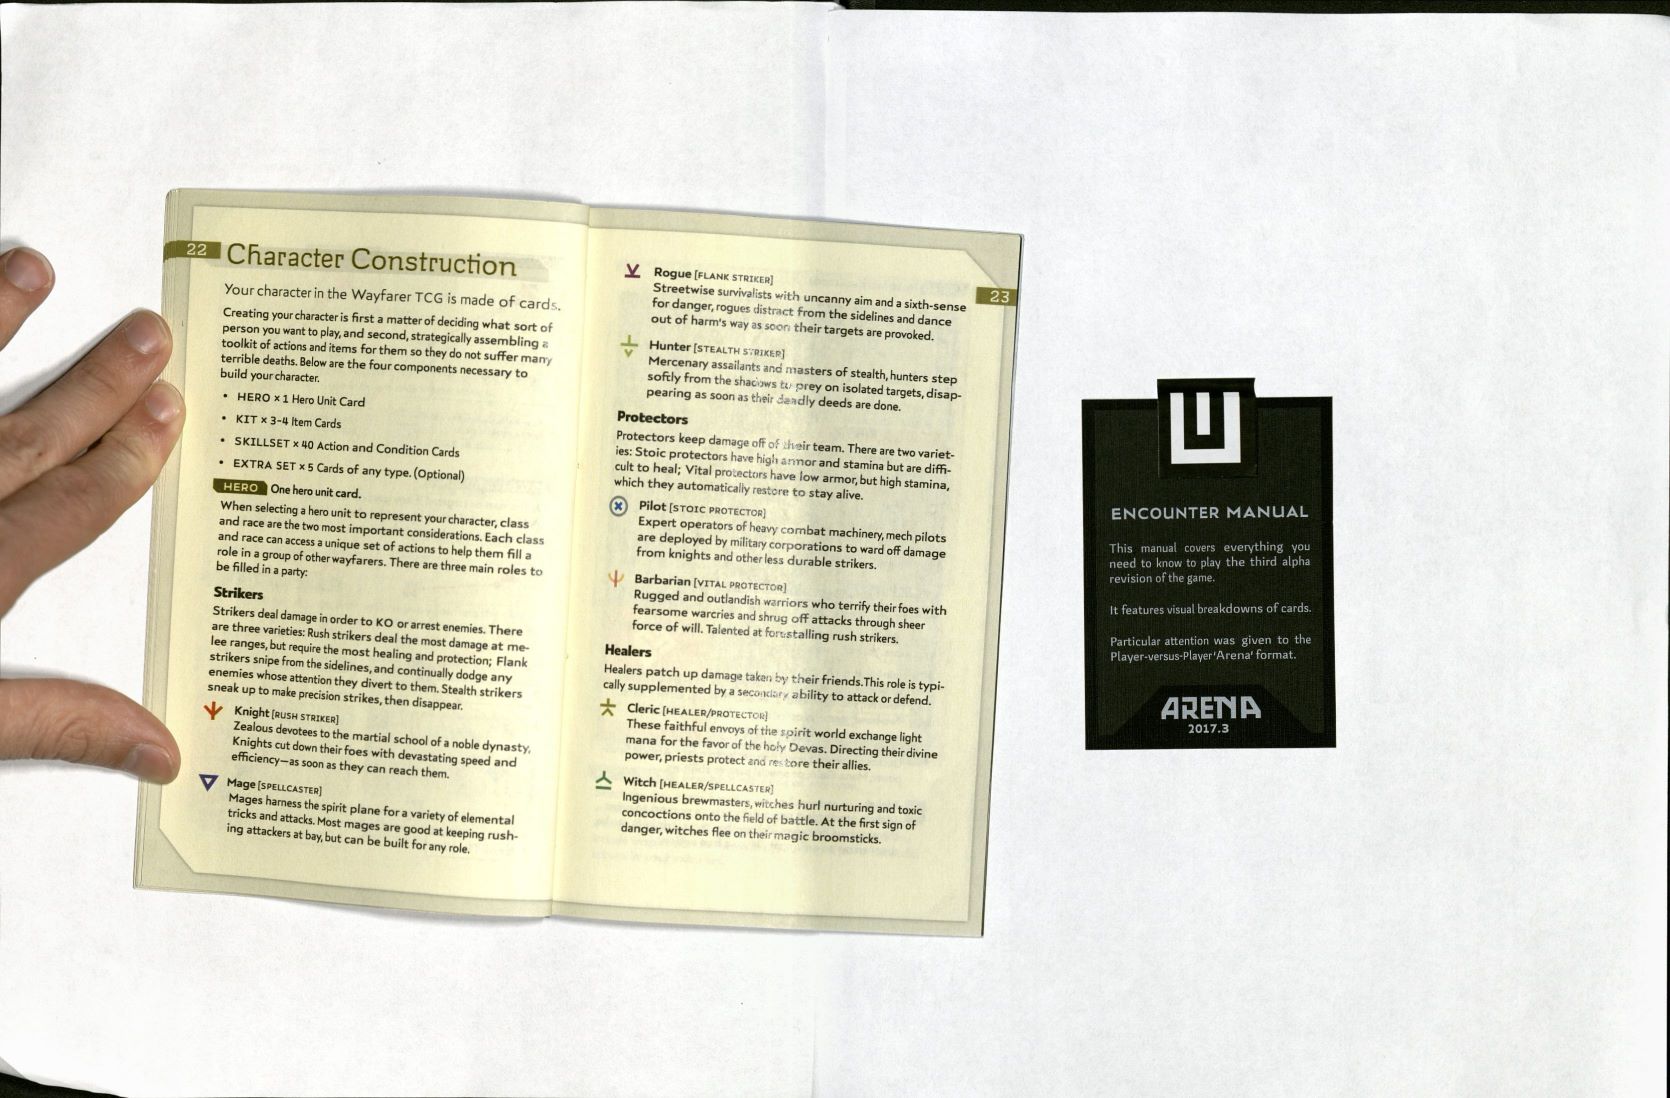 22
Character Construction
Your character in the Wayfarer TCG is made of cards.
Creating your character is first a matter of deciding what sort of
person you want to play, and second, strategically assembling a
toolkit of actions and items for them so they do not suffer many
terrible deaths. Below are the four components necessary to
build your character.
• HERO × 1 Hero Unit Card
• KIT × 3-4 Item Cards
• SKILLSET × 40 Action and Condition Cards
• EXTRA SET × 5 Cards of any type. (Optional)
HERO One hero unit card.
When selecting a hero unit to represent your character, class
and race are the two most important considerations. Each class
and race can access a unique set of actions to help them fill a
role in a group of other wayfarers. There are three main roles to
be filled in a party:
Strikers
Strikers deal damage in order to KO or arrest enemies. There
are three varieties: Rush strikers deal the most damage at me-
lee ranges, but require the most healing and protection; Flank
strikers snipe from the sidelines, and continually dodge any
enemies whose attention they divert to them. Stealth strikers
sneak up to make precision strikes, then disappear.
Knight [RUSH STRIKER]
Zealous devotees to the martial school of a noble dynasty,
Knights cut down their foes with devastating speed and
efficiency—as soon as they can reach them.
Mage [SPELLCASTER]
Mages harness the spirit plane for a variety of elemental
tricks and attacks. Most mages are good at keeping rush-
ing attackers at bay, but can be built for any role.
23
Rogue [FLANK STRIKER]
Streetwise survivalists with uncanny aim and a sixth-sense
for danger, rogues distract from the sidelines and dance
out of harm's way as soon their targets are provoked.
Hunter [STEALTH STRIKER]
Mercenary assailants and masters of stealth, hunters step
softly from the shadows to prey on isolated targets, disap-
pearing as soon as their deadly deeds are done.
Protectors
Protectors keep damage off of their team. There are two variet-
ies: Stoic protectors have high armor and stamina but are diffi-
cult to heal; Vital protectors have low armor, but high stamina,
which they automatically restore to stay alive.
Pilot [STOIC PROTECTOR]
Expert operators of heavy combat machinery, mech pilots
are deployed by military corporations to ward off damage
from knights and other less durable strikers.
Barbarian [VITAL PROTECTOR]
Rugged and outlandish warriors who terrify their foes with
fearsome warcries and shrug off attacks through sheer
force of will. Talented at forestalling rush strikers.
Healers
Healers patch up damage taken by their friends.This role is typi-
cally supplemented by a secondary ability to attack or defend.
Cleric [HEALER/PROTECTOR]
These faithful envoys of the spirit world exchange light
mana for the favor of the holy Devas. Directing their divine
power, priests protect and restore their allies.
Witch [HEALER/SPELLCASTER]
Ingenious brewmasters, witches hurl nurturing and toxic
concoctions onto the field of battle. At the first sign of
danger, witches flee on their magic broomsticks.
ENCOUNTER MANUAL
This manual covers everything you
need to know to play the third alpha
revision of the game.
It features visual breakdowns of cards.
Particular attention was given to the
Player-versus-Player 'Arena' format.
ARENA
2017.3